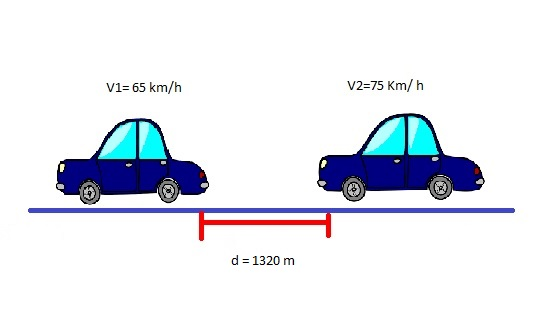 V1= 65 km/h
V2=75 Km/ h
d = 1320 m